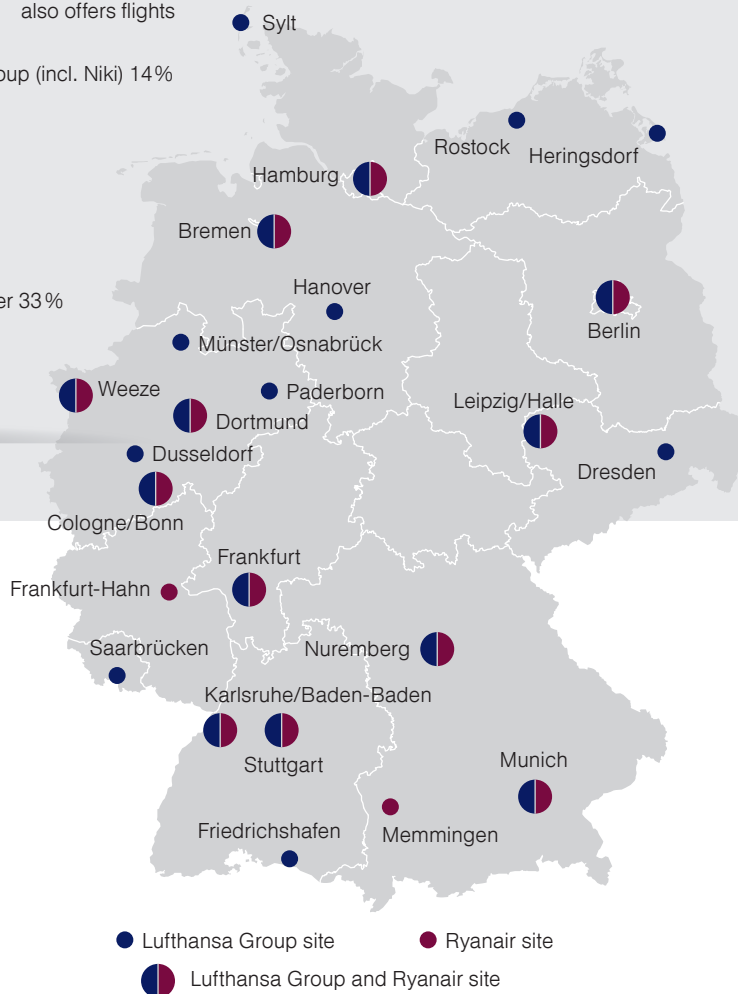 also offers flights
Sylt
oup (incl. Niki) 14%
Rostock
Heringsdorf
Hamburg
Bremen
Hanover
er 33%
Berlin
Münster/Osnabrück
Weeze
Paderborn
Leipzig/Halle
Dortmund
Dusseldorf
Dresden
Cologne/Bonn
Frankfurt
Frankfurt-Hahn
Saarbrücken
Nuremberg
Karlsruhe/Baden-Baden
Stuttgart
Munich
Friedrichshafen
Memmingen
Lufthansa Group site
Ryanair site
Lufthansa Group and Ryanair site